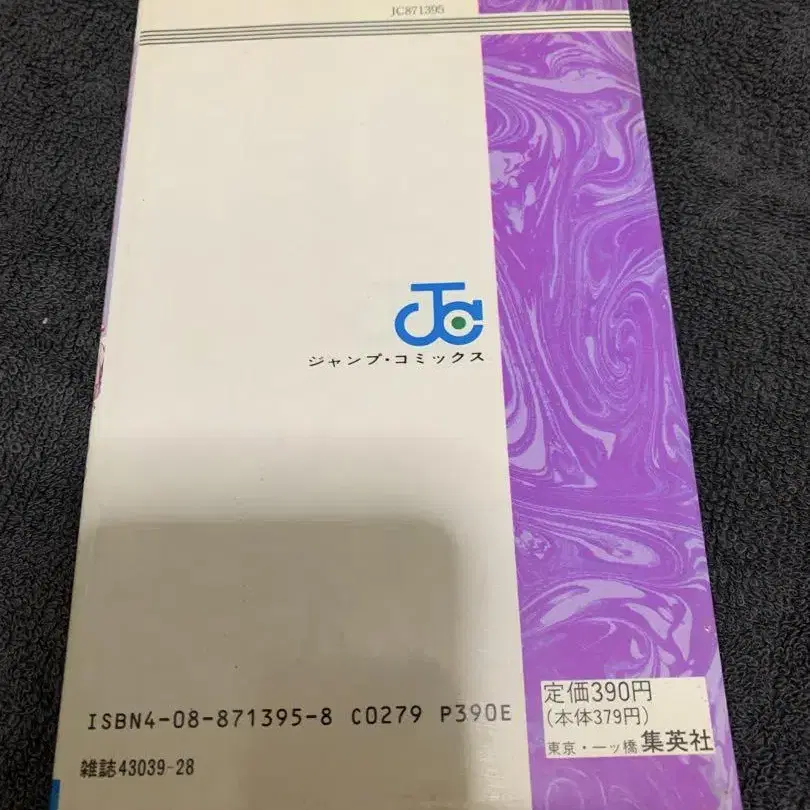 JC871395
JC
ジャンプ・コミックス
ISBN4-08-871395-8 C0279 P390E
雑誌43039-28
定価390円
(本体379円)
東京・一ッ橋 集英社